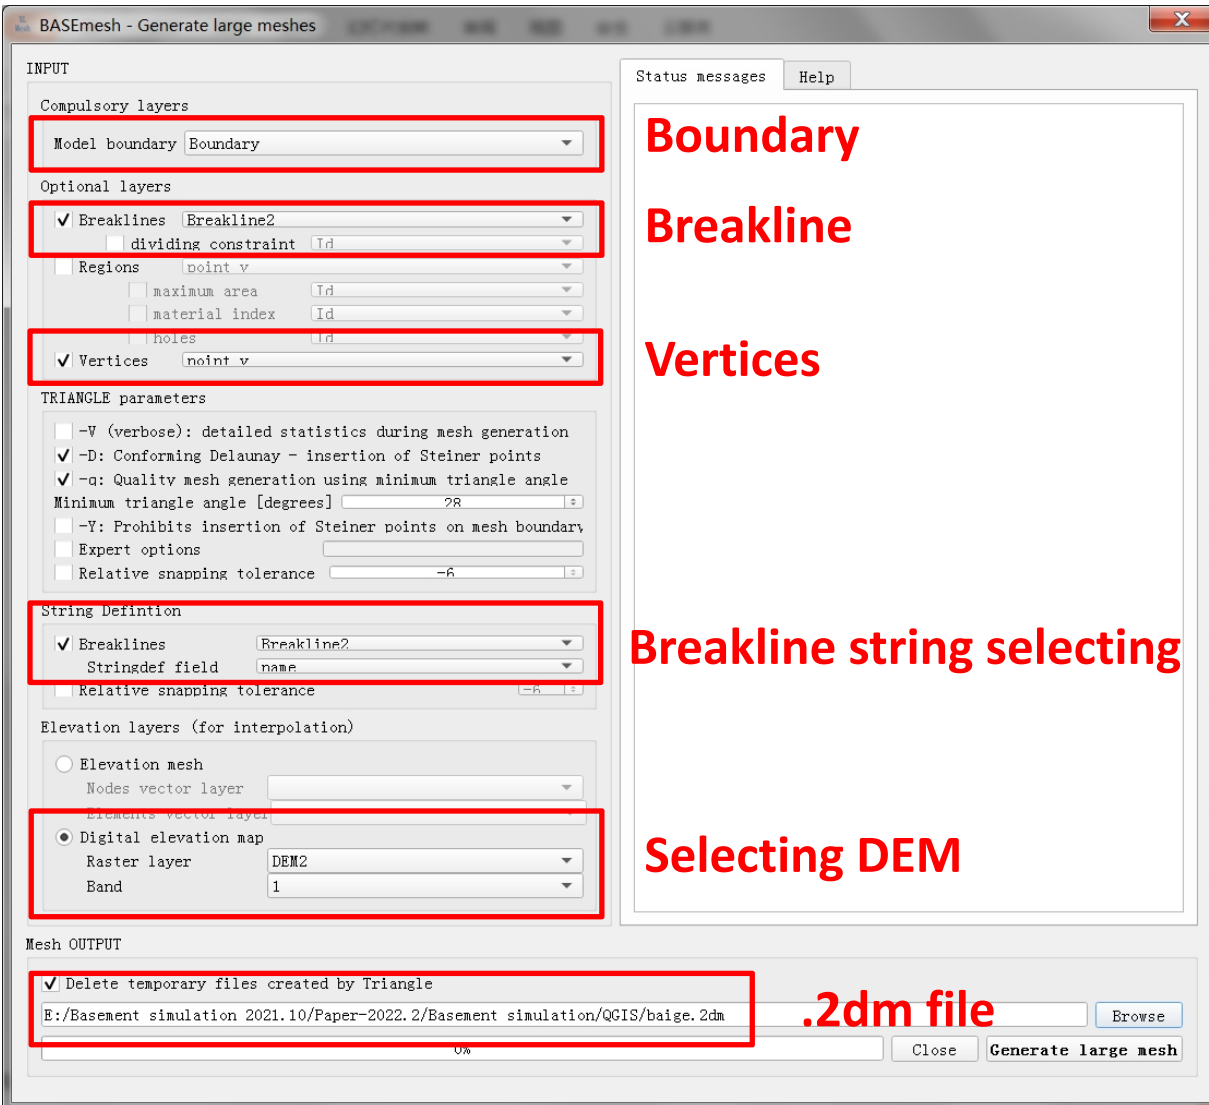 BASEmesh - Generate large meshes
INPUT
Compulsory layers
Model boundary Boundary
Optional layers
Breaklines Breakline2
dividing constraint Id
Regions point_v
maximum area Id
material index Id
holes Id
Vertices point_v
TRIANGLE parameters
-V (verbose): detailed statistics during mesh generation
-D: Conforming Delaunay - insertion of Steiner points
-q: Quality mesh generation using minimum triangle angle
Minimum triangle angle [degrees] 28
-Y: Prohibits insertion of Steiner points on mesh boundary
Expert options
Relative snapping tolerance -6
String Defintion
Breaklines Breakline2
Stringdef field name
Relative snapping tolerance -6
Elevation layers (for interpolation)
Elevation mesh
Nodes vector layer
Elements vector layer
Digital elevation map
Raster layer DEM2
Band 1
Status messages Help
Boundary
Breakline
Vertices
Breakline string selecting
Selecting DEM
Mesh OUTPUT
Delete temporary files created by Triangle
E:/Basement simulation 2021.10/Paper-2022.2/Basement simulation/QGIS/baige.2dm
.2dm file
Browse
0%
Close Generate large mesh